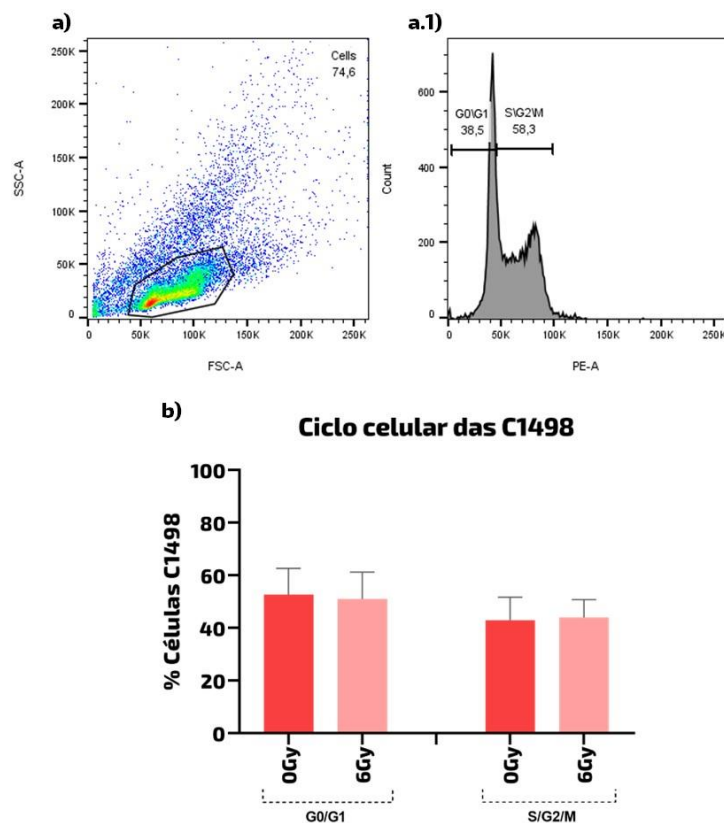 a)
Cells
74,6
250K
200K
150K
100K
50K
0
SSC-A
0 50K 100K 150K 200K 250K
FSC-A
a.1)
G0\G1
38,5
S\G2\M
58,3
600
400
200
0
Count
0 50K 100K 150K 200K 250K
PE-A
b)
Ciclo celular das C1498
100
80
60
40
20
0
% Células C1498
0Gy 6Gy 0Gy 6Gy
G0/G1 S/G2/M